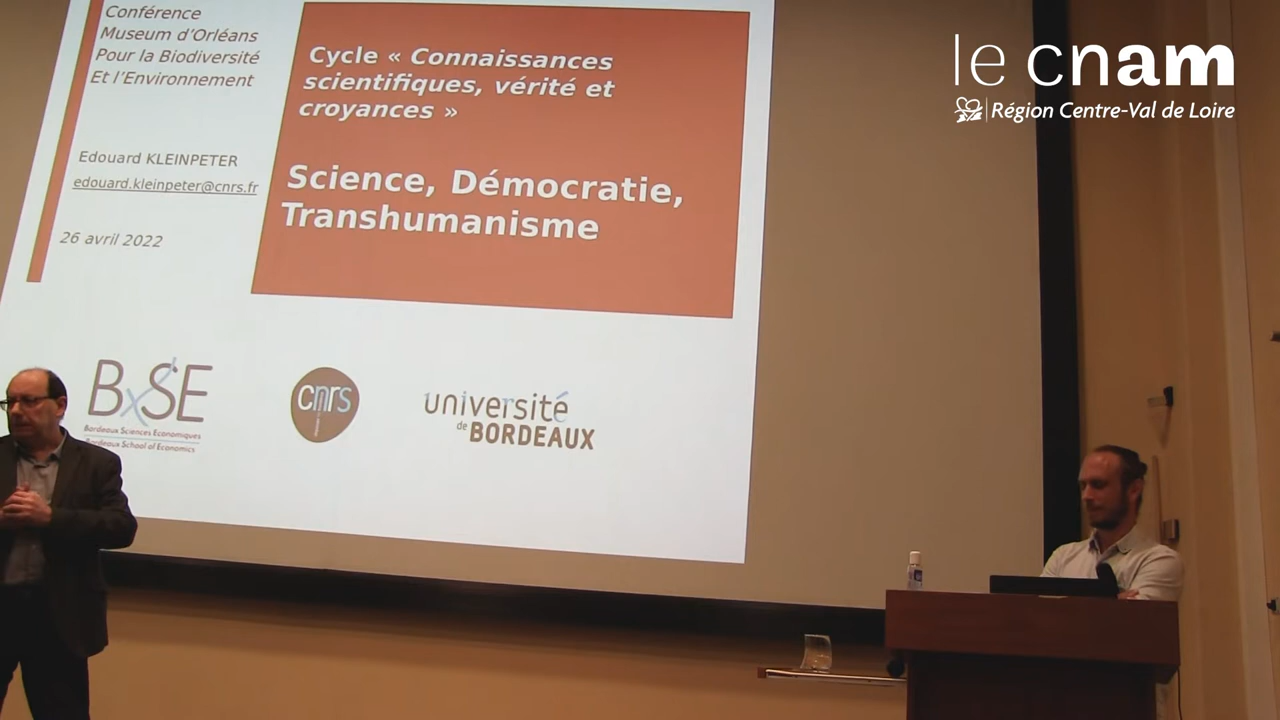 Conférence
Museum d'Orléans
Pour la Biodiversité
Et l'Environnement
Edouard KLEINPETER
edouard.kleinpeter@cnrs.fr
26 avril 2022
Cycle « Connaissances
scientifiques, vérité et
croyances »
Science, Démocratie,
Transhumanisme
BxSE
Bordeaux Sciences Economiques
Bordeaux School of Economics
cnrs
université
de BORDEAUX
le cnam
Région Centre-Val de Loire